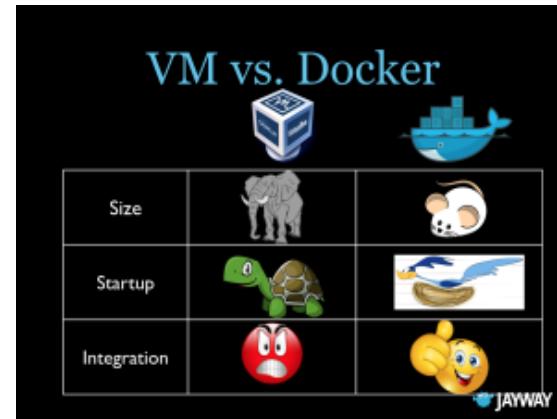 VM vs. Docker
Size
Startup
Integration
JAYWAY